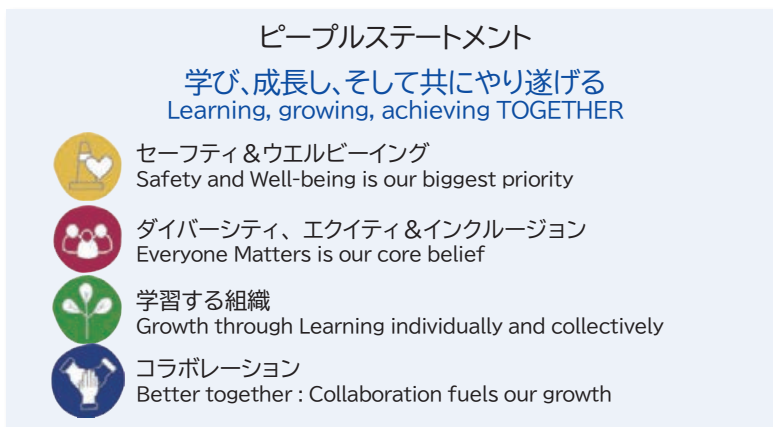 ピープルステートメント
学び、成長し、そして共にやり遂げる
Learning, growing, achieving TOGETHER
セーフティ&ウエルビーイング
Safety and Well-being is our biggest priority
ダイバーシティ、エクイティ&インクルージョン
Everyone Matters is our core belief
学習する組織
Growth through Learning individually and collectively
コラボレーション
Better together : Collaboration fuels our growth